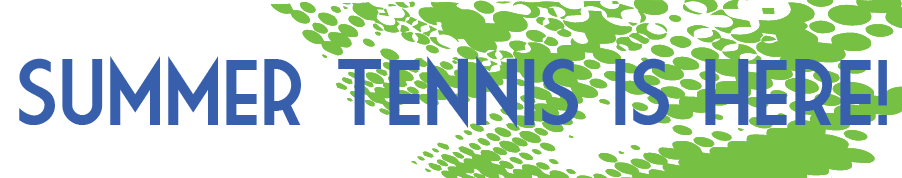 SUMMER TENNIS IS HERE!